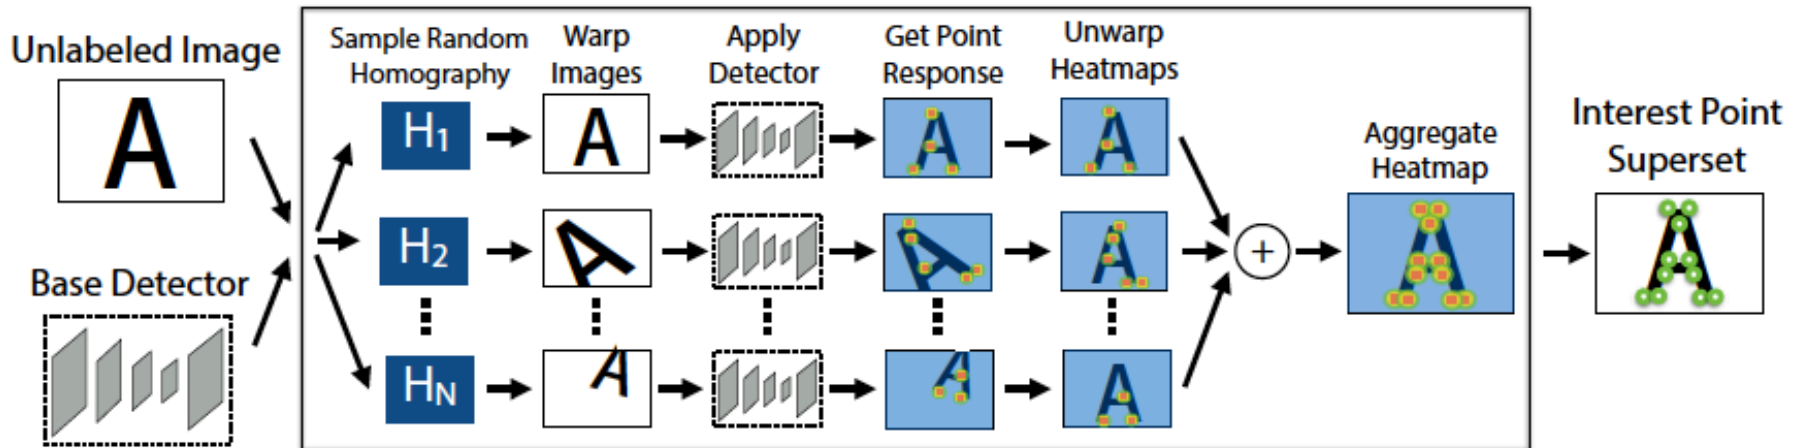 Unlabeled Image
A
Base Detector
Sample Random
Homography
Warp
Images
Apply
Detector
Get Point
Response
Unwarp
Heatmaps
H1
A
A
A
H2
A
A
A
HN
A
A
A
+
Aggregate
Heatmap
A
Interest Point
Superset
A